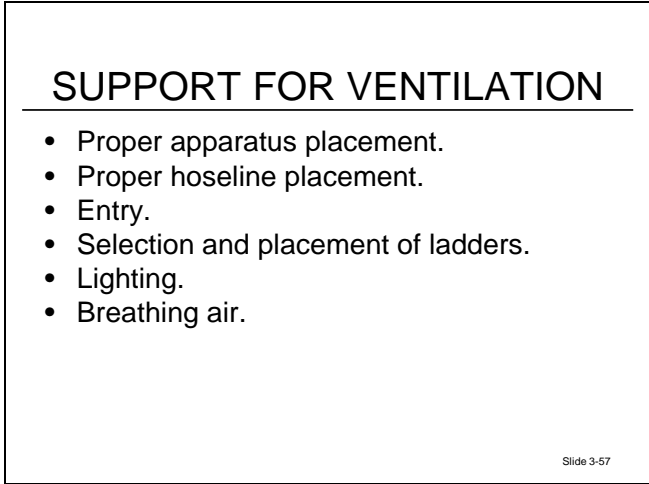 SUPPORT FOR VENTILATION
• Proper apparatus placement.
• Proper hoseline placement.
• Entry.
• Selection and placement of ladders.
• Lighting.
• Breathing air.
Slide 3-57